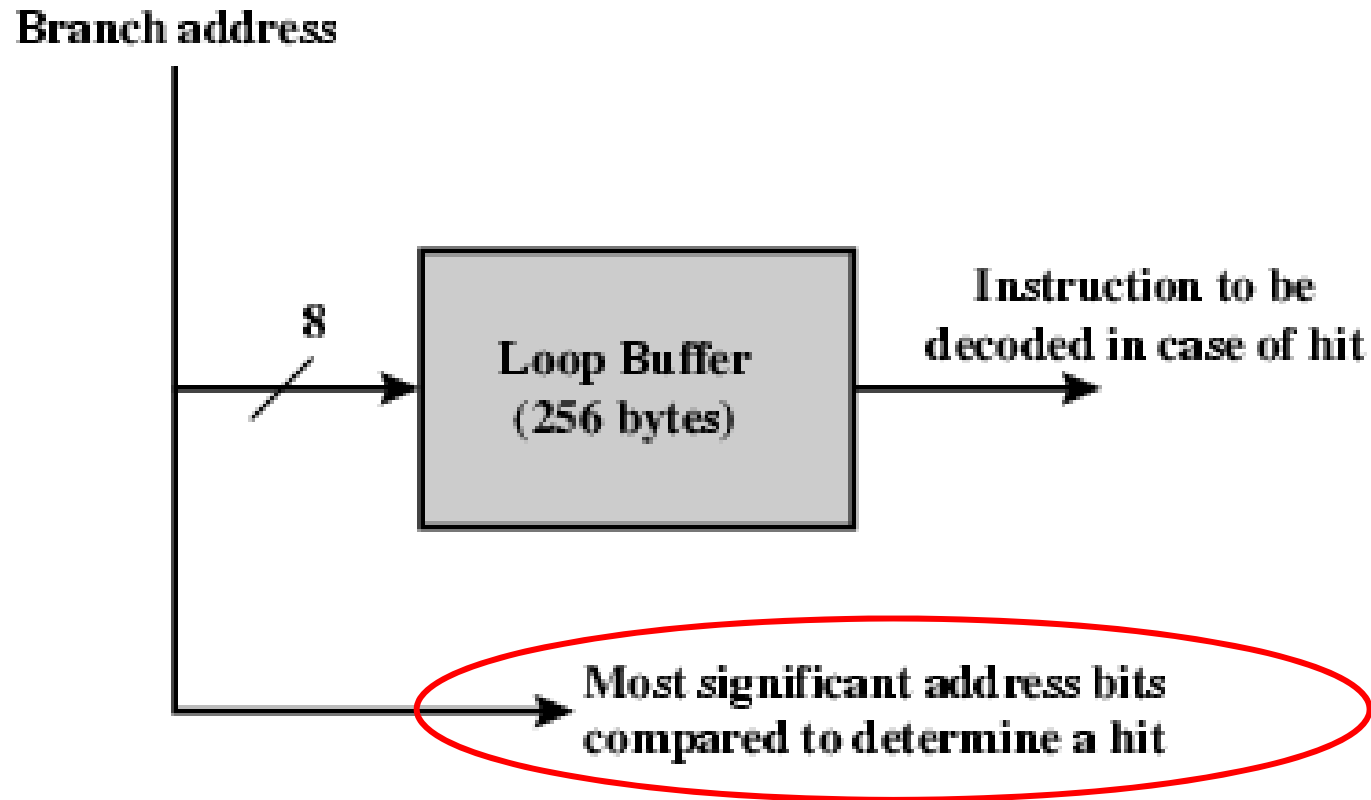 Branch address
8
Instruction to be
decoded in case of hit
Loop Buffer
(256 bytes)
Most significant address bits
compared to determine a hit